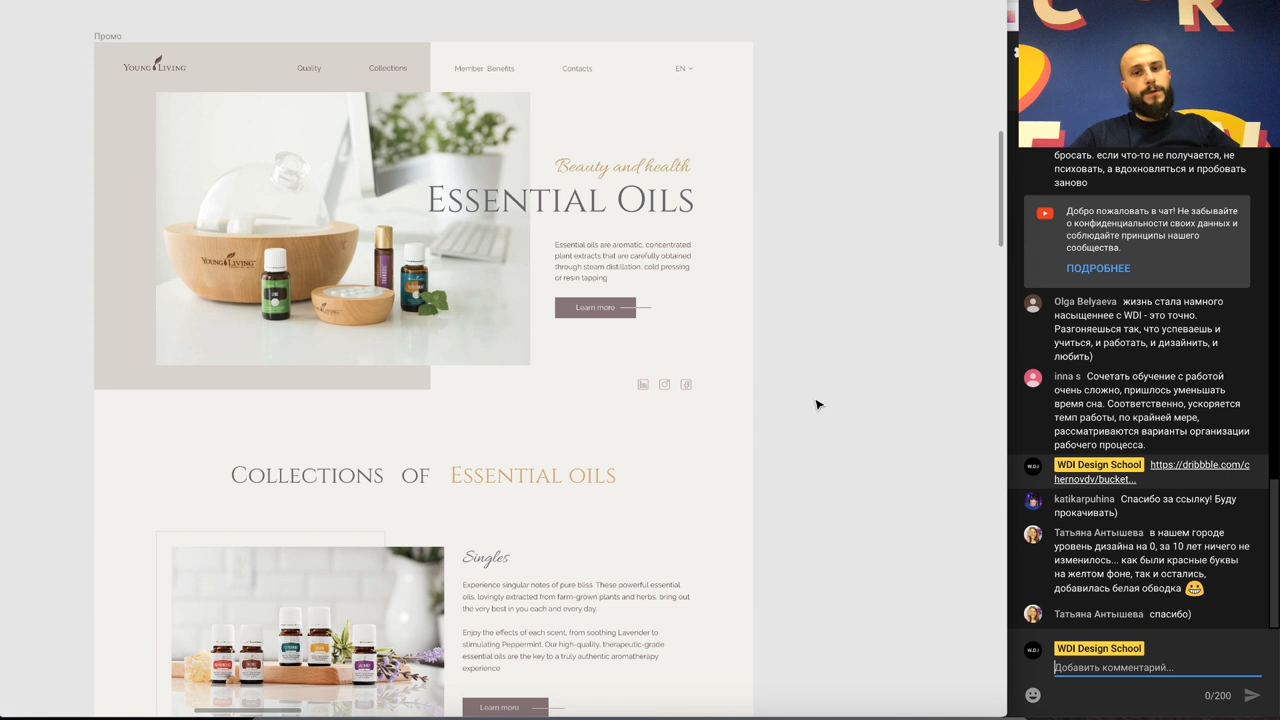 Промо
YOUNG LIVING
Quality
Collections
Member Benefits
Contacts
EN
Beauty and health
ESSENTIAL OILS
YOUNG LIVING
Essential oils are aromatic, concentrated
plant extracts that are carefully obtained
through steam distillation, cold pressing
or resin tapping
Learn more
COLLECTIONS OF ESSENTIAL OILS
Singles
Experience singular notes of pure bliss. These powerful essential
oils, lovingly extracted from farm-grown plants and herbs, bring out
the very best in you each and every day.
Enjoy the effects of each scent, from soothing Lavender to
stimulating Peppermint. Our high-quality, therapeutic-grade
essential oils are the key to a truly authentic aromatherapy
experience
Learn more
бросать. если что-то не получается, не
психовать, а вдохновляться и пробовать
заново
Добро пожаловать в чат! Не забывайте
о конфиденциальности своих данных и
соблюдайте принципы нашего
сообщества.
ПОДРОБНЕЕ
Olga Belyaeva жизнь стала намного
насыщеннее с WDI - это точно.
Разгоняешься так, что успеваешь и
учиться, и работать, и дизайнить, и
любить)
inna s Сочетать обучение с работой
очень сложно, пришлось уменьшать
время сна. Соответственно, ускоряется
темп работы, по крайней мере,
рассматриваются варианты организации
рабочего процесса.
WDI Design School https://dribbble.com/c
hernovdv/bucket...
katikarpuhina Спасибо за ссылку! Буду
прокачивать)
Татьяна Антышева в нашем городе
уровень дизайна на 0, за 10 лет ничего не
изменилось... как были красные буквы
на желтом фоне, так и остались,
добавилась белая обводка
Татьяна Антышева спасибо)
WDI Design School
Добавить комментарий...
0/200